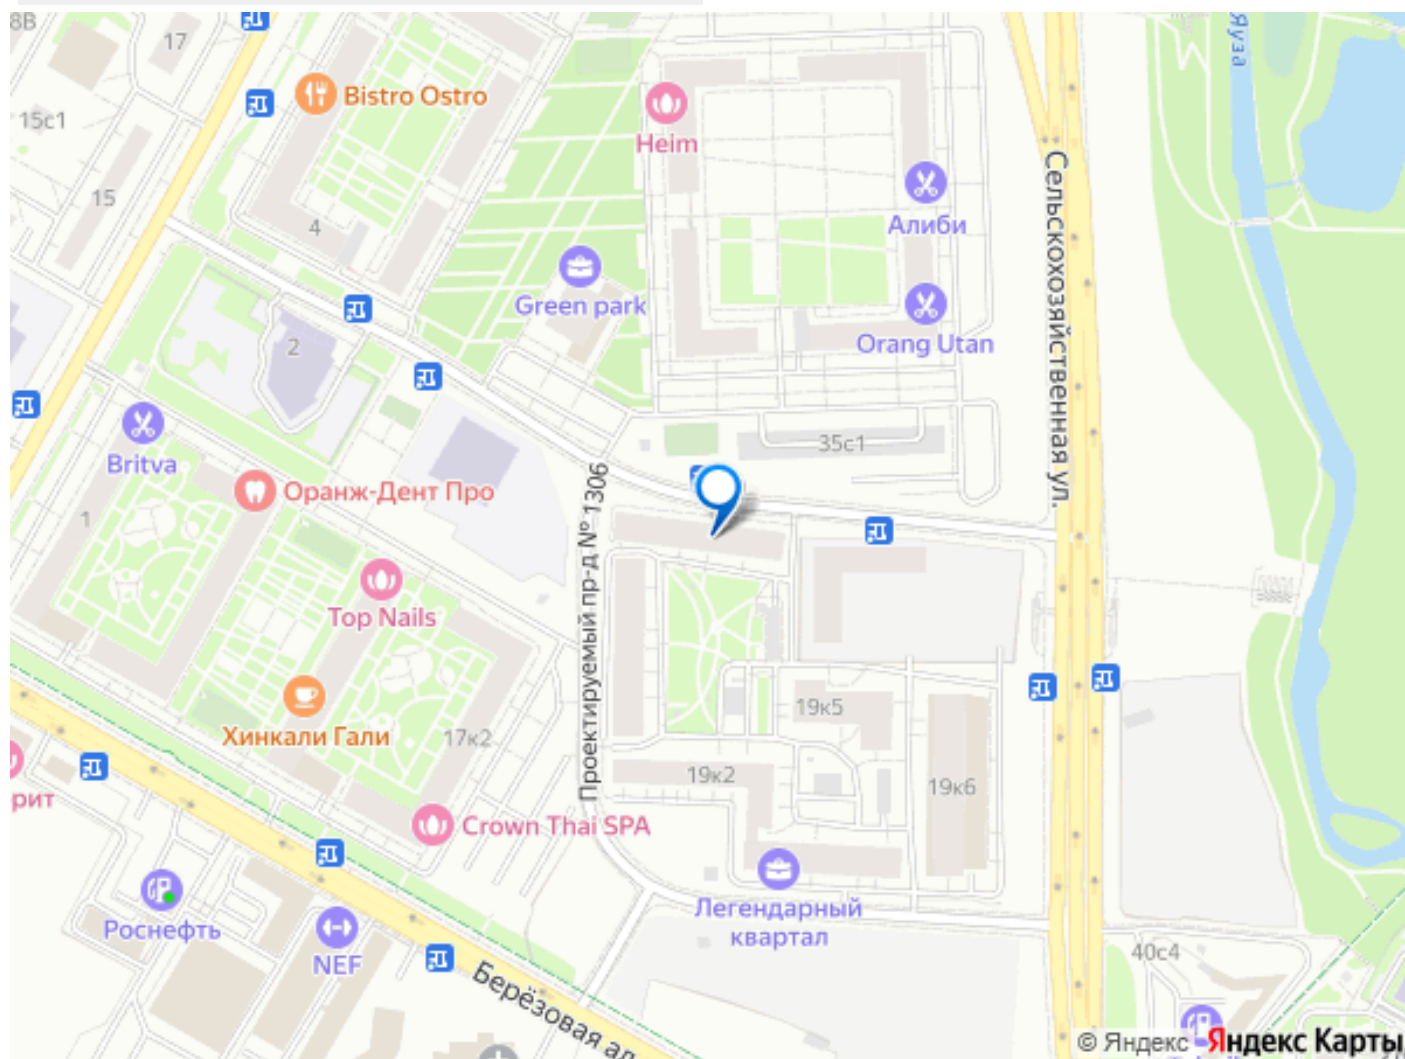 8В
17
15с1
15
Bistro Ostro
Heim
Алиби
Яуза
4
Green park
Orang Utan
2
Сельскохозяйственная ул.
35с1
Britva
Оранж-Дент Про
1
Проектируемый пр-д № 1306
Top Nails
Хинкали Гали
17к2
19к5
19к2
19к6
рит
Crown Thai SPA
Роснефть
NEF
Легендарный
квартал
Берёзовая ал
40с4
© Яндекс Яндекс Карты